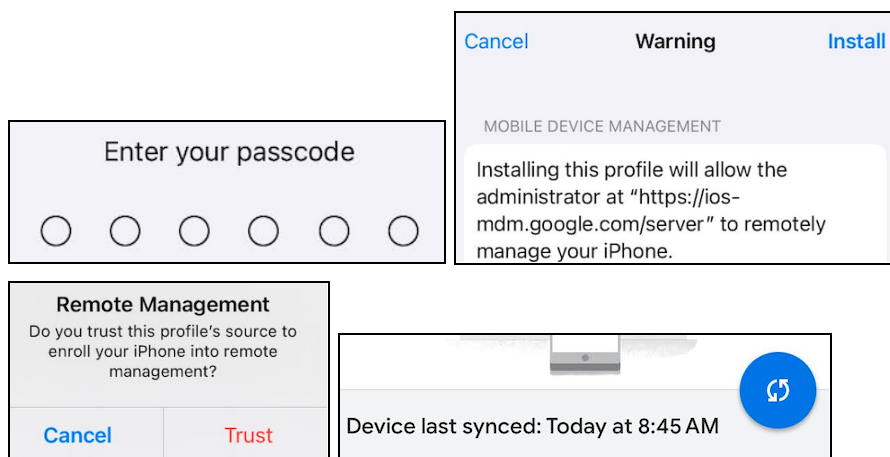 Enter your passcode
Cancel
Warning
Install
MOBILE DEVICE MANAGEMENT
Installing this profile will allow the
administrator at “https://ios-
mdm.google.com/server” to remotely
manage your iPhone.
Remote Management
Do you trust this profile's source to
enroll your iPhone into remote
management?
Cancel
Trust
Device last synced: Today at 8:45 AM